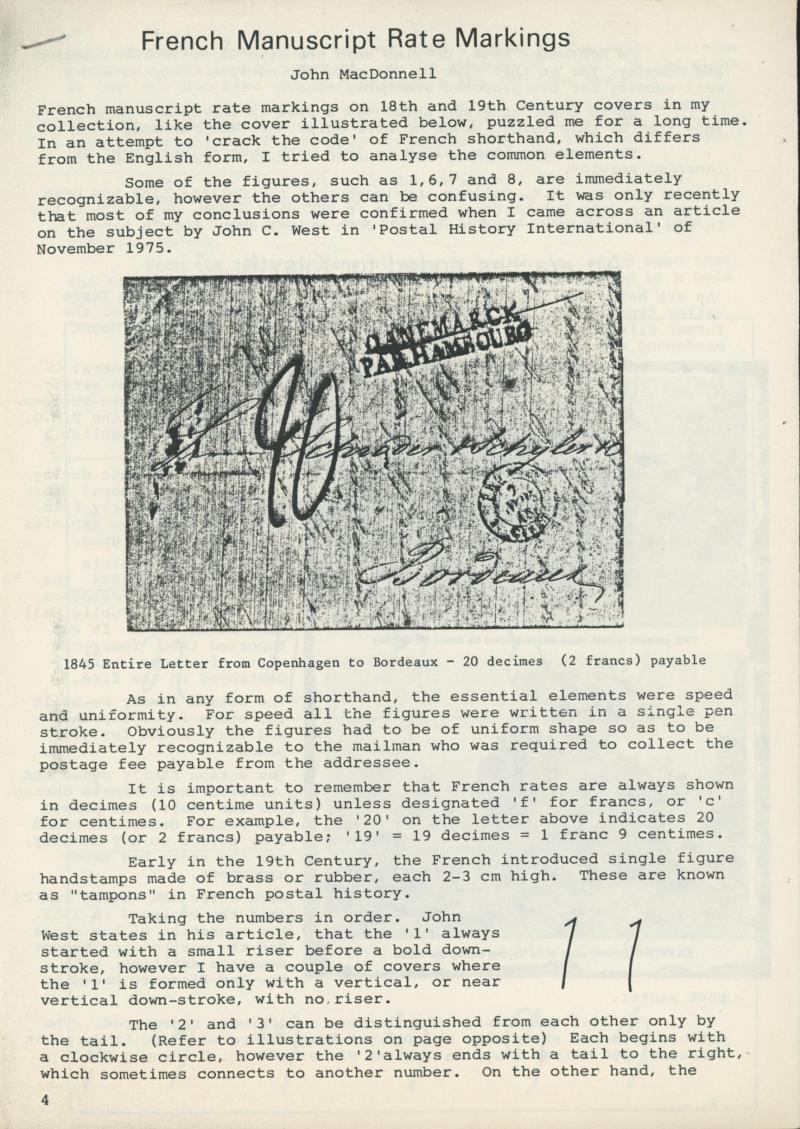 French Manuscript Rate Markings
John MacDonnell
French manuscript rate markings on 18th and 19th Century covers in my
collection, like the cover illustrated below, puzzled me for a long time.
In an attempt to 'crack the code' of French shorthand, which differs
from the English form, I tried to analyse the common elements.
Some of the figures, such as 1,6,7 and 8, are immediately
recognizable, however the others can be confusing. It was only recently
that most of my conclusions were confirmed when I came across an article
on the subject by John C. West in 'Postal History International' of
November 1975.
DANEMARCK
PAR HAMBOURG
20
Schröder & Schyler & Co
Bordeaux
1845 Entire Letter from Copenhagen to Bordeaux - 20 decimes (2 francs) payable
As in any form of shorthand, the essential elements were speed
and uniformity. For speed all the figures were written in a single pen
stroke. Obviously the figures had to be of uniform shape so as to be
immediately recognizable to the mailman who was required to collect the
postage fee payable from the addressee.
It is important to remember that French rates are always shown
in decimes (10 centime units) unless designated 'f' for francs, or 'c'
for centimes. For example, the '20' on the letter above indicates 20
decimes (or 2 francs) payable; '19' = 19 decimes = 1 franc 9 centimes.
Early in the 19th Century, the French introduced single figure
handstamps made of brass or rubber, each 2-3 cm high. These are known
as "tampons" in French postal history.
Taking the numbers in order. John
West states in his article, that the '1' always
started with a small riser before a bold down-
stroke, however I have a couple of covers where
the '1' is formed only with a vertical, or near
vertical down-stroke, with no riser.
1 1
The '2' and '3' can be distinguished from each other only by
the tail. (Refer to illustrations on page opposite) Each begins with
a clockwise circle, however the '2'always ends with a tail to the right,
which sometimes connects to another number. On the other hand, the
4